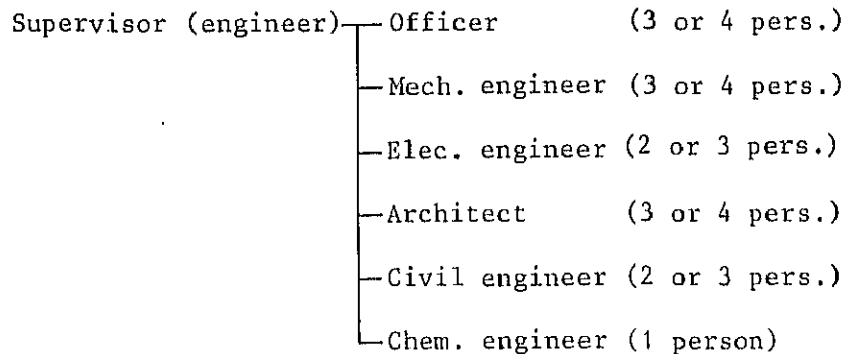 Supervisor (engineer) Officer (3 or 4 pers.)
Mech. engineer (3 or 4 pers.)
Elec. engineer (2 or 3 pers.)
Architect (3 or 4 pers.)
Civil engineer (2 or 3 pers.)
Chem. engineer (1 person)